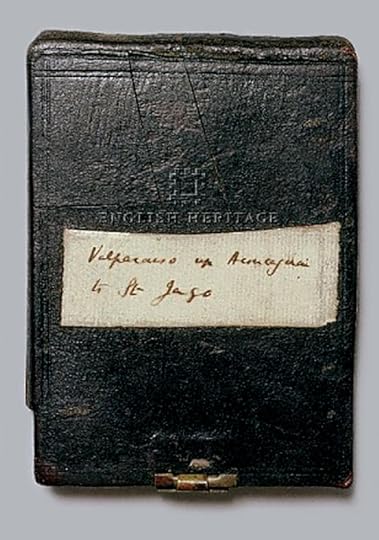 ENGLISH HERITAGE
Valparaiso up Aconcagua
to St Jago